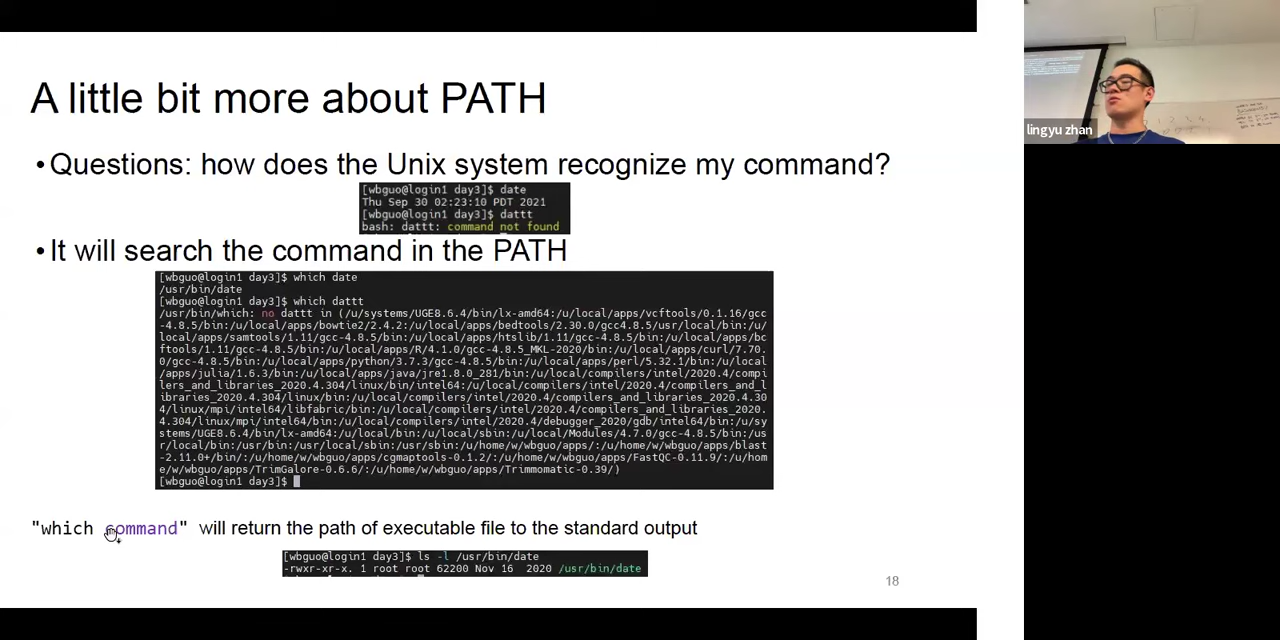 A little bit more about PATH
•Questions: how does the Unix system recognize my command?
[wbguo@login1 day3]$ date
Thu Sep 30 02:23:10 PDT 2021
[wbguo@login1 day3]$ dattt
bash: dattt: command not found
•It will search the command in the PATH
[wbguo@login1 day3]$ which date
/usr/bin/date
[wbguo@login1 day3]$ which dattt
/usr/bin/which: no dattt in (/u/systems/UGE8.6.4/bin/lx-amd64:/u/local/apps/vcftools/0.1.16/gcc
-4.8.5/bin:/u/local/apps/bowtie2/2.4.2:/u/local/apps/bedtools/2.30.0/gcc4.8.5/usr/local/bin:/u/
local/apps/samtools/1.11/gcc-4.8.5/bin:/u/local/apps/htslib/1.11/gcc-4.8.5/bin:/u/local/apps/bc
ftools/1.11/gcc-4.8.5/bin:/u/local/apps/R/4.1.0/gcc-4.8.5_MKL-2020/bin:/u/local/apps/curl/7.70.
0/gcc-4.8.5/bin:/u/local/apps/python/3.7.3/gcc-4.8.5/bin:/u/local/apps/perl/5.32.1/bin:/u/local
/apps/julia/1.6.3/bin:/u/local/apps/java/jre1.8.0_281/bin:/u/local/compilers/intel/2020.4/compi
lers_and_libraries_2020.4.304/linux/bin/intel64:/u/local/compilers/intel/2020.4/compilers_and_l
ibraries_2020.4.304/linux/bin:/u/local/compilers/intel/2020.4/compilers_and_libraries_2020.4.30
4/linux/mpi/intel64/libfabric/bin:/u/local/compilers/intel/2020.4/compilers_and_libraries_2020.
4.304/linux/mpi/intel64/bin:/u/local/compilers/intel/2020.4/debugger_2020/gdb/intel64/bin:/u/sy
stems/UGE8.6.4/bin/lx-amd64:/u/local/bin:/u/local/sbin:/u/local/Modules/4.7.0/gcc-4.8.5/bin:/us
r/local/bin:/usr/bin:/usr/local/sbin:/usr/sbin:/u/home/w/wbguo/apps/:/u/home/w/wbguo/apps/blast
-2.11.0+/bin/:/u/home/w/wbguo/apps/cgmaptools-0.1.2/:/u/home/w/wbguo/apps/FastQC-0.11.9/:/u/hom
e/w/wbguo/apps/TrimGalore-0.6.6/:/u/home/w/wbguo/apps/Trimmomatic-0.39/)
[wbguo@login1 day3]$
"which command" will return the path of executable file to the standard output
[wbguo@login1 day3]$ ls -l /usr/bin/date
-rwxr-xr-x. 1 root root 62200 Nov 16 2020 /usr/bin/date
18
lingyu zhan